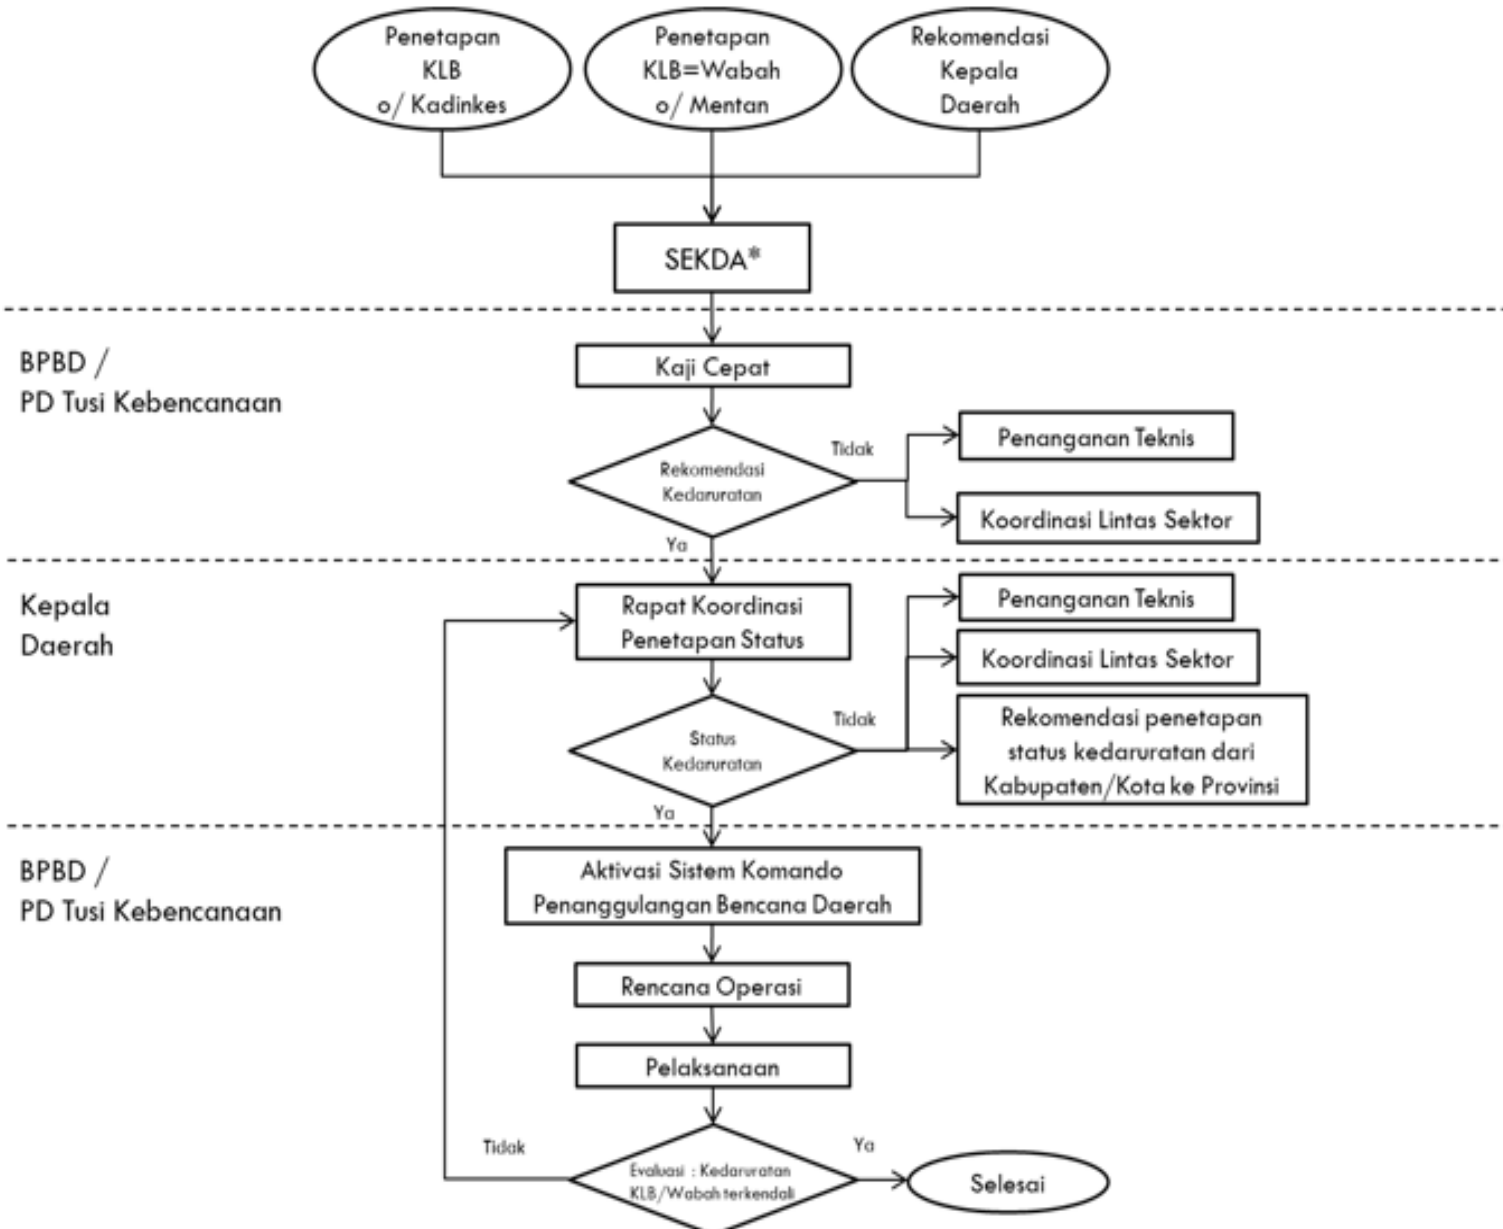 Penetapan
KLB
o/ Kadinkes
Penetapan
KLB=Wabah
o/ Mentan
Rekomendasi
Kepala
Daerah
SEKDA*
BPBD /
PD Tusi Kebencanaan
Kaji Cepat
Rekomendasi
Kedaruratan
Tidak
Penanganan Teknis
Koordinasi Lintas Sektor
Ya
Kepala
Daerah
Rapat Koordinasi
Penetapan Status
Penanganan Teknis
Koordinasi Lintas Sektor
Status
Kedaruratan
Tidak
Rekomendasi penetapan
status kedaruratan dari
Kabupaten/Kota ke Provinsi
Ya
BPBD /
PD Tusi Kebencanaan
Aktivasi Sistem Komando
Penanggulangan Bencana Daerah
Rencana Operasi
Pelaksanaan
Tidak
Evaluasi : Kedaruratan
KLB/Wabah terkendali
Ya
Selesai